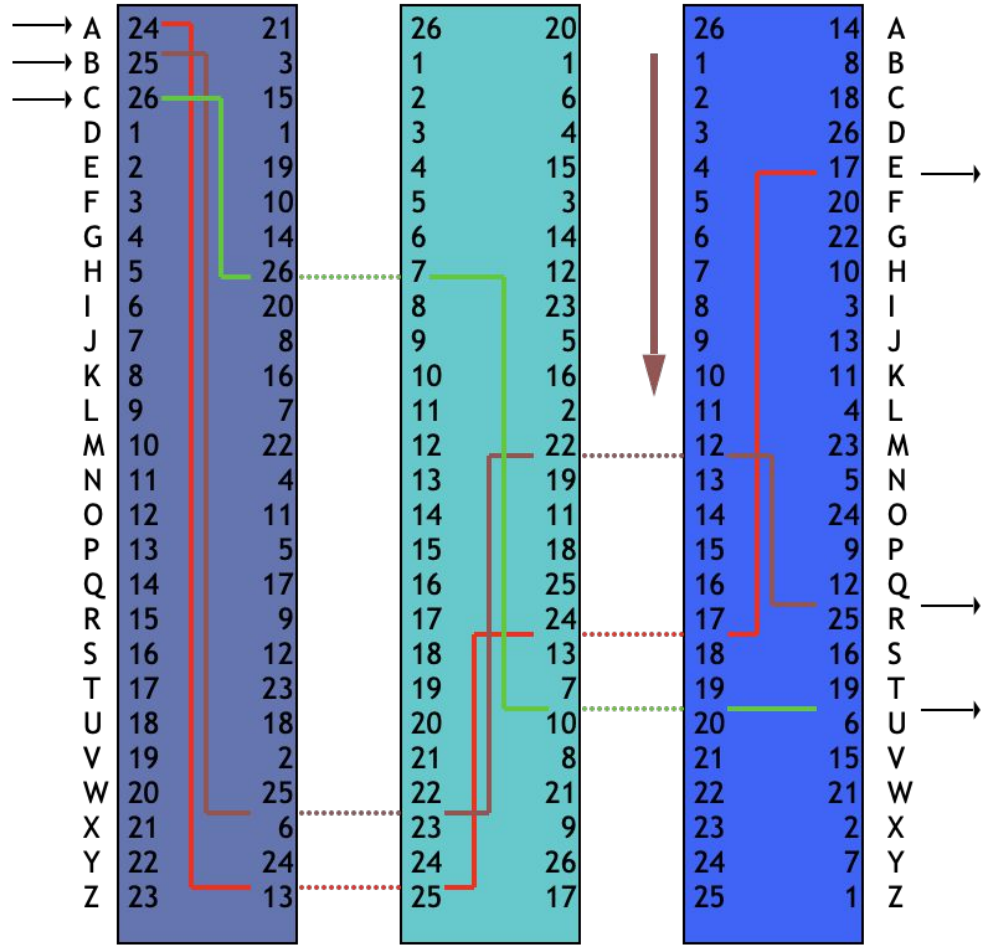 A 24 21 26 20 26 14 A
B 25 3 1 1 1 8 B
C 26 15 2 6 2 18 C
D 1 1 3 4 3 26 D
E 2 19 4 15 4 17 E
F 3 10 5 3 5 20 F
G 4 14 6 14 6 22 G
H 5 26 7 12 7 10 H
I 6 20 8 23 8 3 I
J 7 8 9 5 9 13 J
K 8 16 10 16 10 11 K
L 9 7 11 2 11 4 L
M 10 22 12 22 12 23 M
N 11 4 13 19 13 5 N
O 12 11 14 11 14 24 O
P 13 5 15 18 15 9 P
Q 14 17 16 25 16 12 Q
R 15 9 17 24 17 25 R
S 16 12 18 13 18 16 S
T 17 23 19 7 19 19 T
U 18 18 20 10 20 6 U
V 19 2 21 8 21 15 V
W 20 25 22 21 22 21 W
X 21 6 23 9 23 2 X
Y 22 24 24 26 24 7 Y
Z 23 13 25 17 25 1 Z